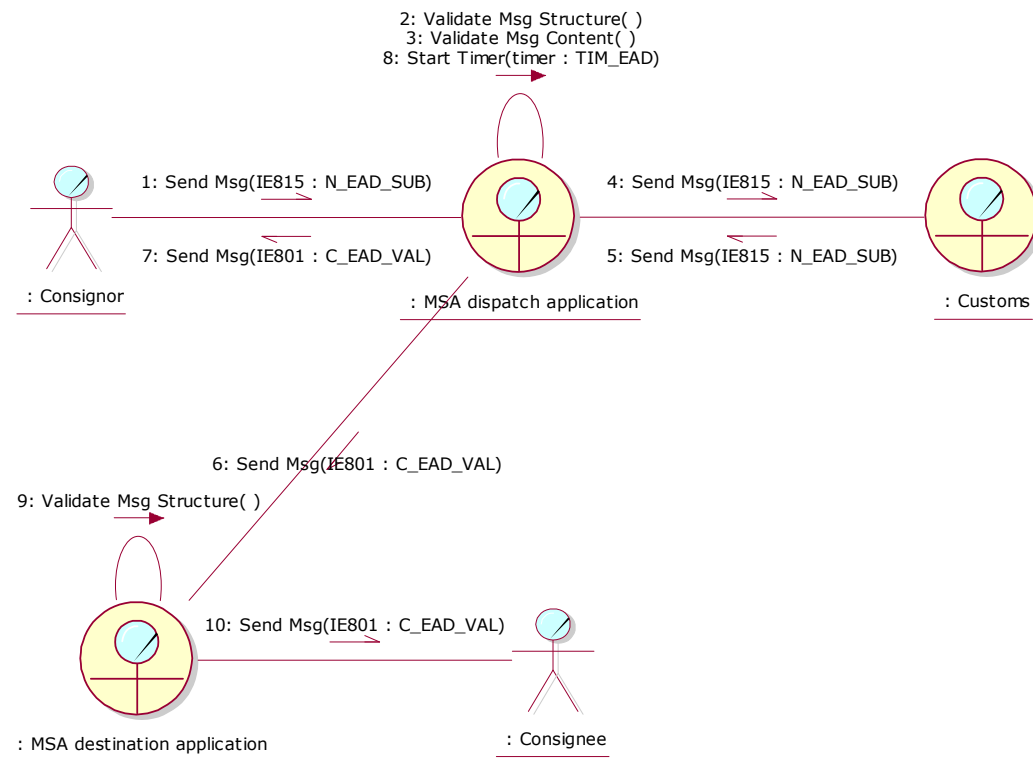 2: Validate Msg Structure( )
3: Validate Msg Content( )
8: Start Timer(timer : TIM_EAD)
1: Send Msg(IE815 : N_EAD_SUB)
4: Send Msg(IE815 : N_EAD_SUB)
7: Send Msg(IE801 : C_EAD_VAL)
5: Send Msg(IE815 : N_EAD_SUB)
: Consignor
: MSA dispatch application
: Customs
6: Send Msg(IE801 : C_EAD_VAL)
9: Validate Msg Structure( )
10: Send Msg(IE801 : C_EAD_VAL)
: MSA destination application
: Consignee